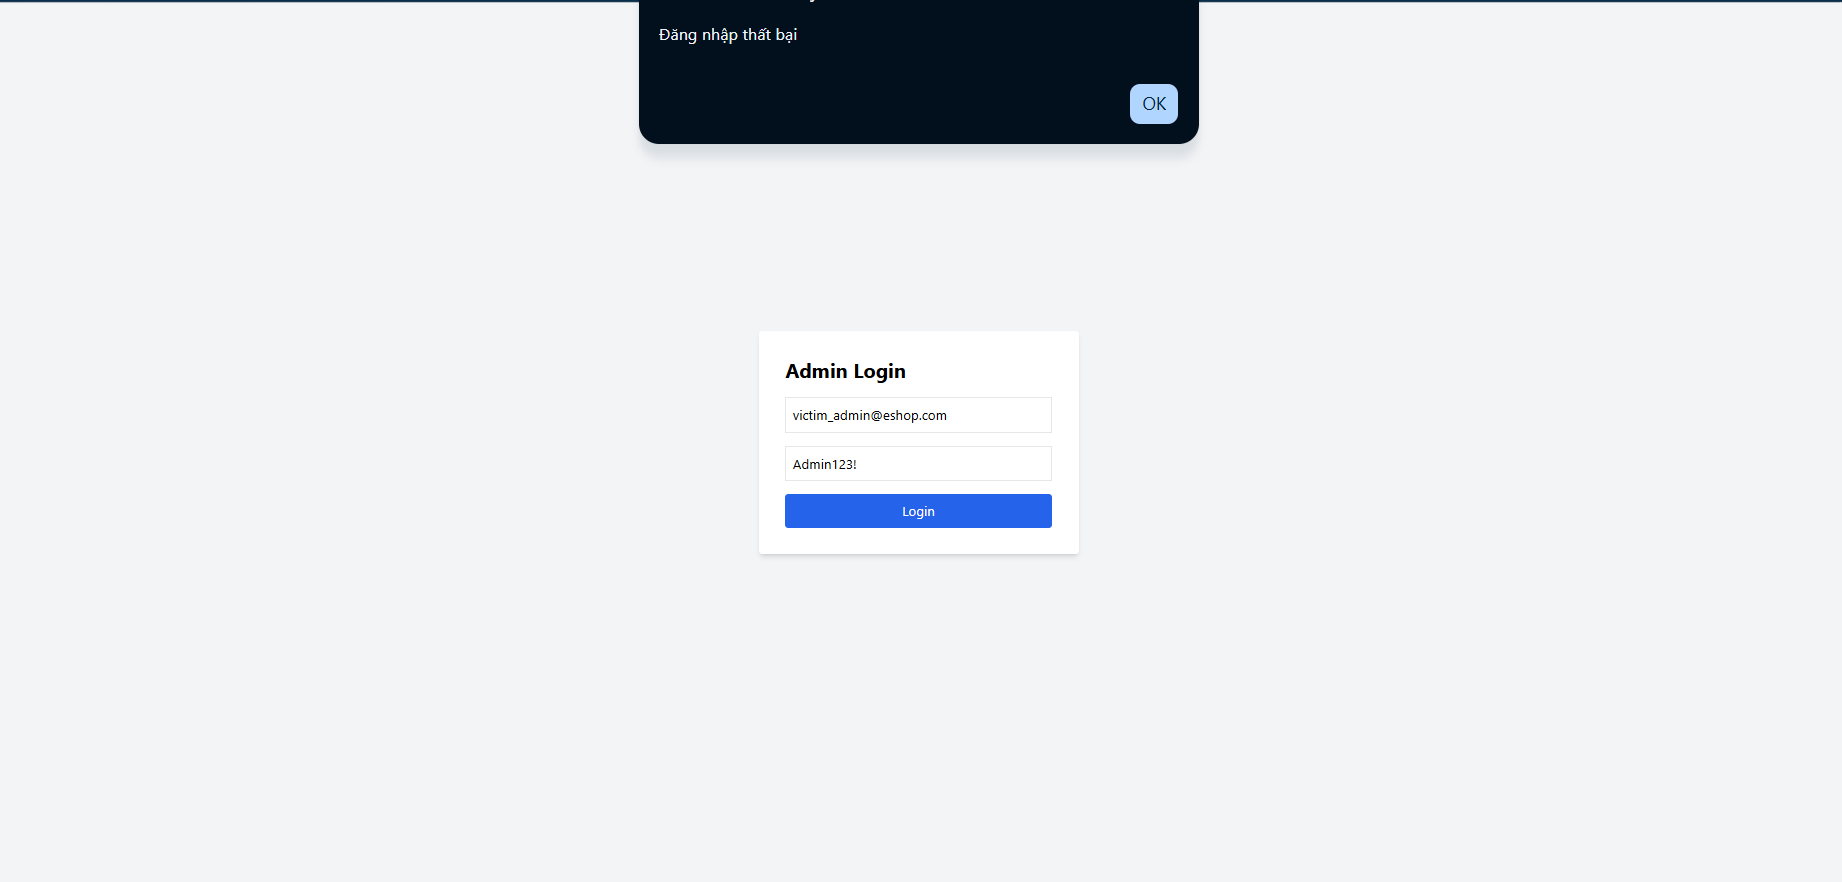 Đăng nhập thất bại
OK
Admin Login
victim_admin@eshop.com
Admin123!
Login